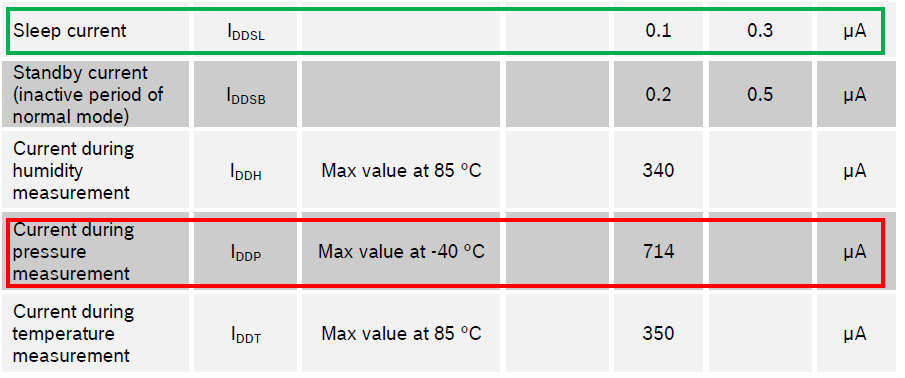 Sleep current IDDSL 0.1 0.3 µA
Standby current
(inactive period of
normal mode) IDDSB 0.2 0.5 µA
Current during
humidity
measurement IDDH Max value at 85 °C 340 µA
Current during
pressure
measurement IDDP Max value at -40 °C 714 µA
Current during
temperature
measurement IDDT Max value at 85 °C 350 µA